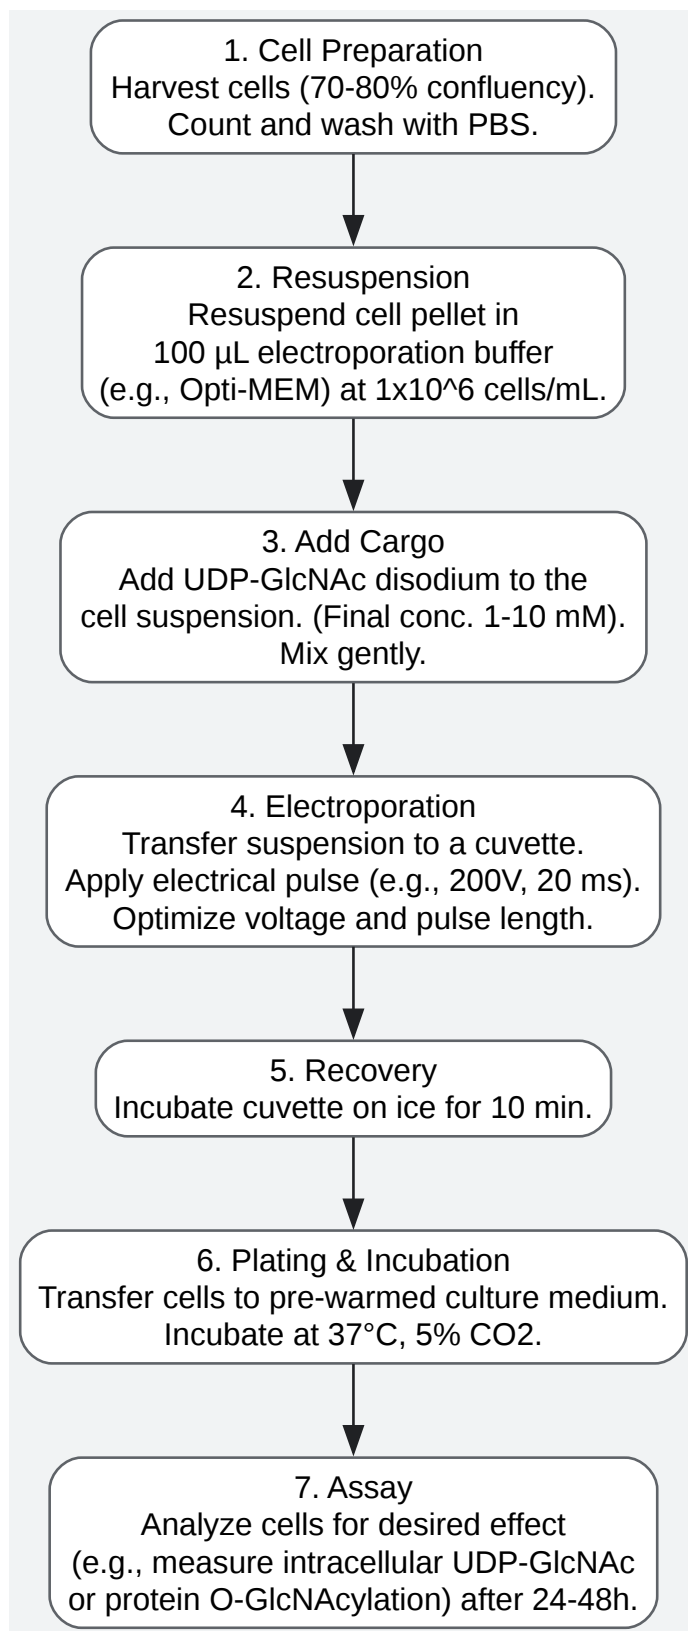 1. Cell Preparation
Harvest cells (70-80% confluency).
Count and wash with PBS.
2. Resuspension
Resuspend cell pellet in
100 µL electroporation buffer
(e.g., Opti-MEM) at 1x10^6 cells/mL.
3. Add Cargo
Add UDP-GlcNAc disodium to the
cell suspension. (Final conc. 1-10 mM).
Mix gently.
4. Electroporation
Transfer suspension to a cuvette.
Apply electrical pulse (e.g., 200V, 20 ms).
Optimize voltage and pulse length.
5. Recovery
Incubate cuvette on ice for 10 min.
6. Plating & Incubation
Transfer cells to pre-warmed culture medium.
Incubate at 37°C, 5% CO2.
7. Assay
Analyze cells for desired effect
(e.g., measure intracellular UDP-GlcNAc
or protein O-GlcNAcylation) after 24-48h.